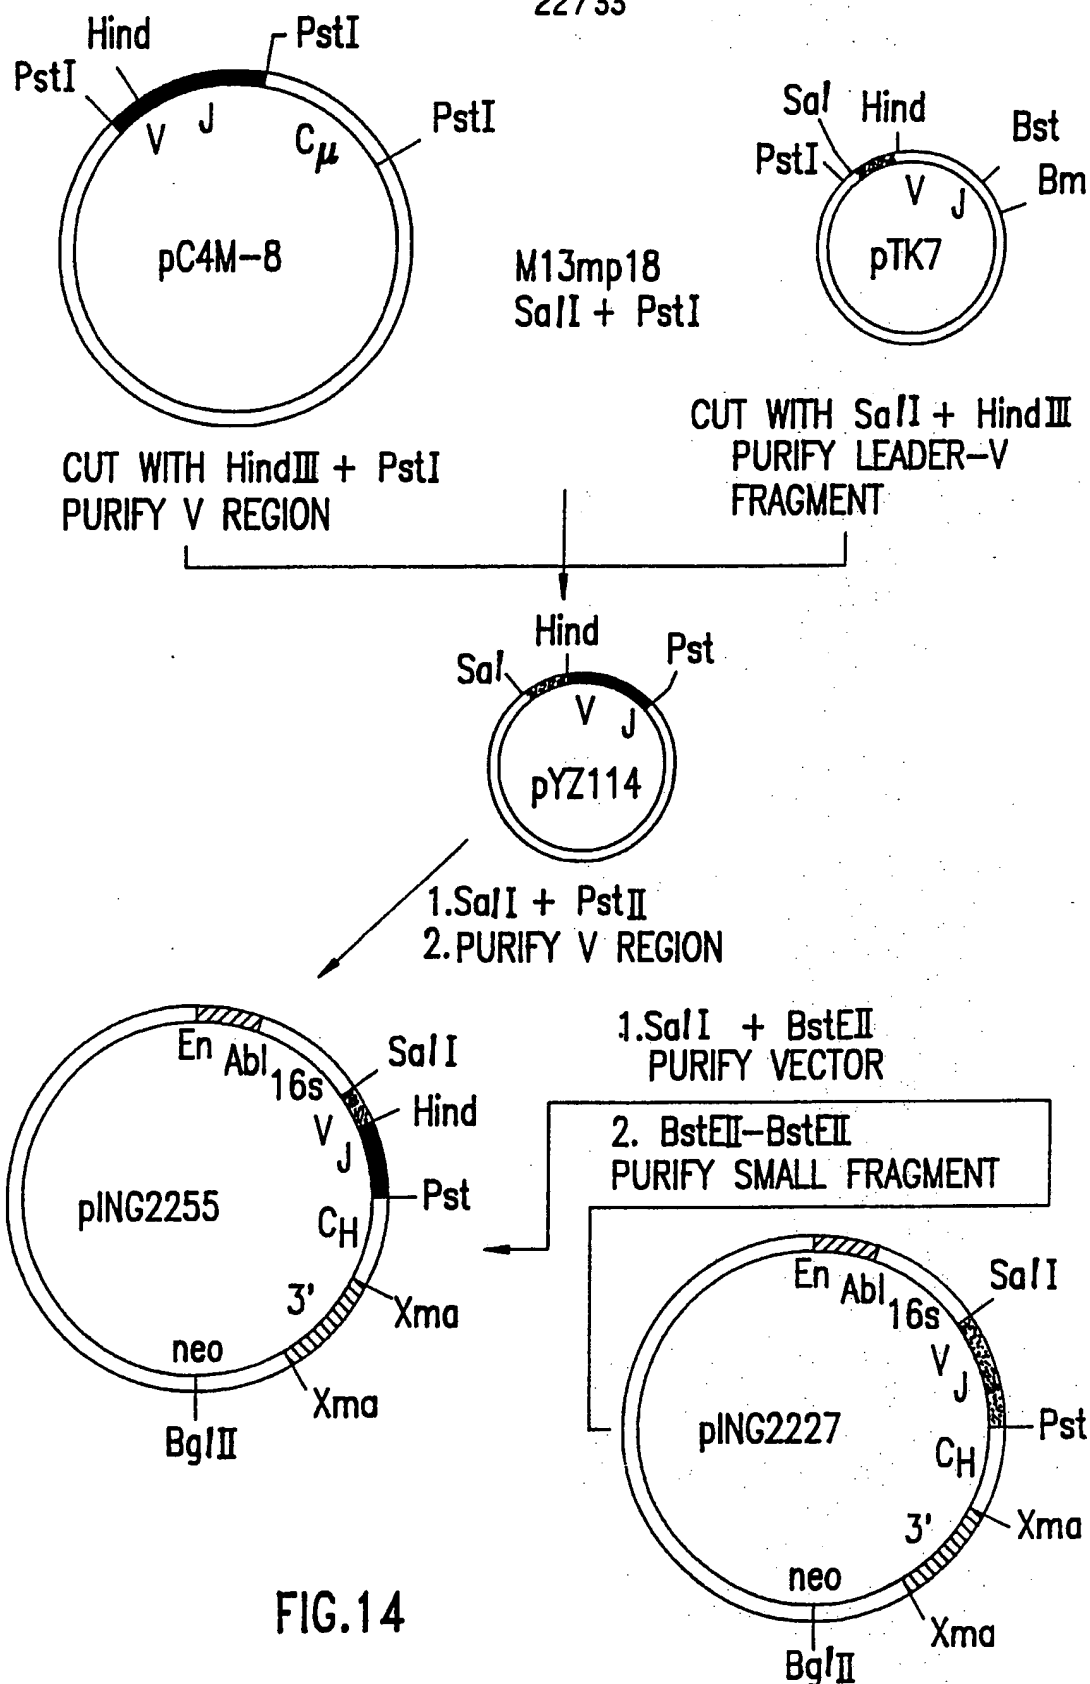 22733
Hind
PstI
PstI
V
J
Cμ
PstI
pC4M-8
M13mp18
SalI + PstI
Sal
Hind
PstI
Bst
Bm
V
J
pTK7
CUT WITH HindIII + PstI
PURIFY V REGION
CUT WITH SalI + HindIII
PURIFY LEADER-V
FRAGMENT
Hind
Sal
Pst
V
J
pYZ114
1.SalI + PstII
2.PURIFY V REGION
En
Abl
16s
SalI
Hind
V
J
Pst
pING2255
CH
3'
Xma
neo
Xma
BglII
1.SalI + BstEII
PURIFY VECTOR
2. BstEII-BstEII
PURIFY SMALL FRAGMENT
En
Abl
16s
SalI
V
J
Pst
pING2227
CH
3'
Xma
neo
Xma
BglII
FIG.14